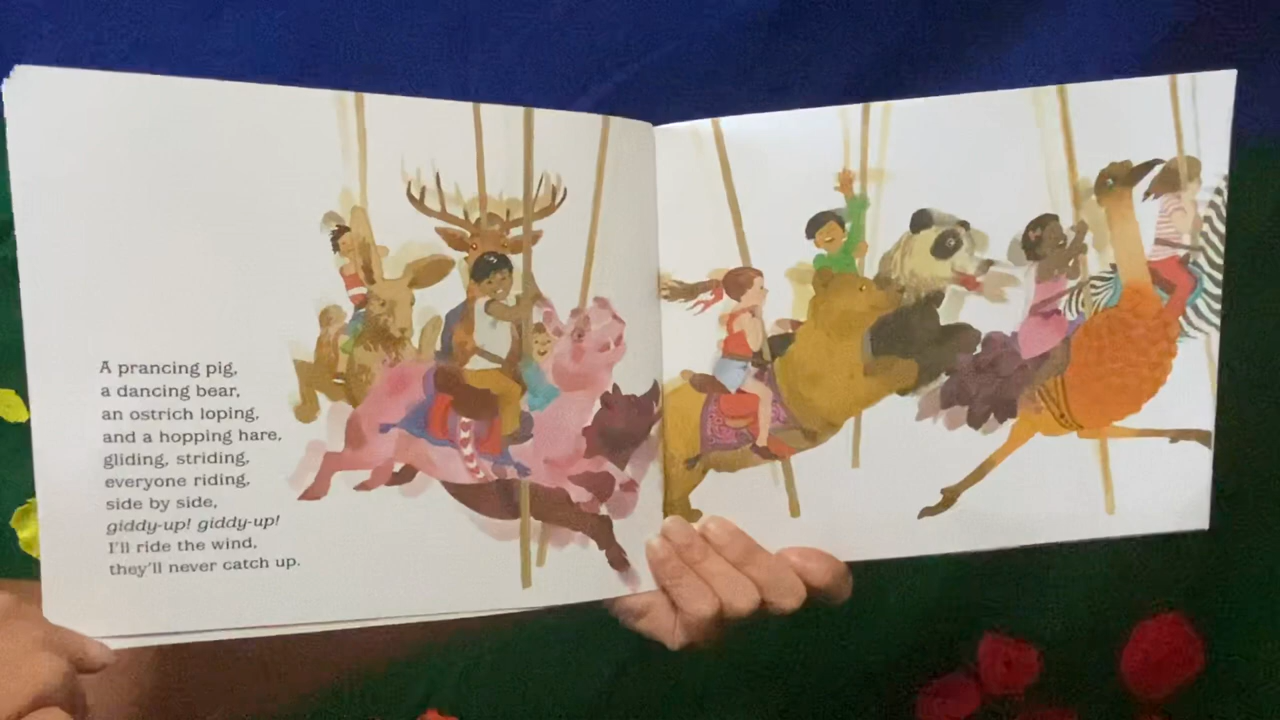 A prancing pig,
a dancing bear,
an ostrich loping,
and a hopping hare,
gliding, striding,
everyone riding,
side by side,
giddy-up! giddy-up!
I'll ride the wind,
they'll never catch up.